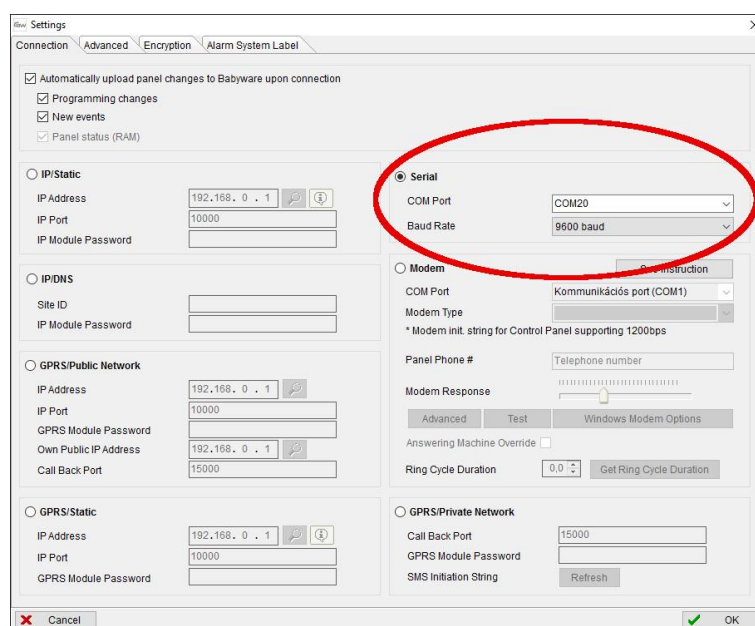 Settings
Connection Advanced Encryption Alarm System Label
Automatically upload panel changes to Babyware upon connection
Programming changes
New events
Panel status (RAM)
IP/Static
IP Address 192.168. 0 . 1
IP Port 10000
IP Module Password
IP/DNS
Site ID
IP Module Password
GPRS/Public Network
IP Address 192.168. 0 . 1
IP Port 10000
GPRS Module Password
Own Public IP Address 192.168. 0 . 1
Call Back Port 15000
GPRS/Static
IP Address 192.168. 0 . 1
IP Port 10000
GPRS Module Password
Serial
COM Port COM20
Baud Rate 9600 baud
Modem
COM Port Kommunikációs port (COM1)
Modem Type
* Modem init. string for Control Panel supporting 1200bps
Panel Phone # Telephone number
Modem Response
Advanced Test Windows Modem Options
Answering Machine Override
Ring Cycle Duration 0,0 Get Ring Cycle Duration
GPRS/Private Network
Call Back Port 15000
GPRS Module Password
SMS Initiation String Refresh
Cancel OK